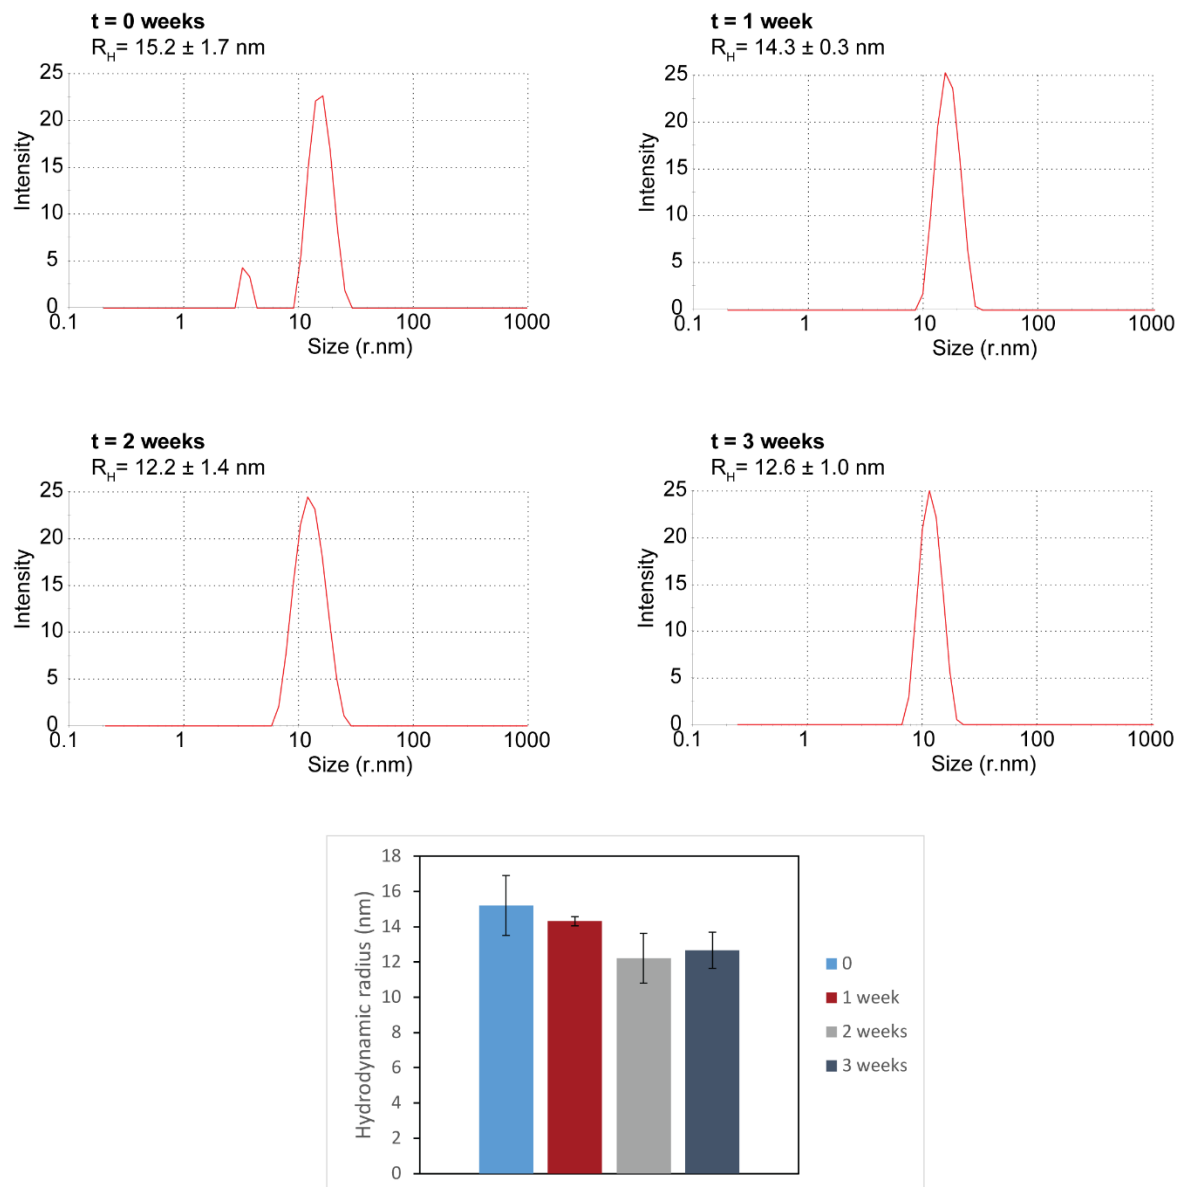 t = 0 weeks
R_H= 15.2 ± 1.7 nm
25
20
15
10
5
0
Intensity
0.1 1 10 100 1000
Size (r.nm)
t = 1 week
R_H= 14.3 ± 0.3 nm
25
20
15
10
5
0
Intensity
0.1 1 10 100 1000
Size (r.nm)
t = 2 weeks
R_H= 12.2 ± 1.4 nm
25
20
15
10
5
0
Intensity
0.1 1 10 100 1000
Size (r.nm)
t = 3 weeks
R_H= 12.6 ± 1.0 nm
25
20
15
10
5
0
Intensity
0.1 1 10 100 1000
Size (r.nm)
18
16
14
12
10
8
6
4
2
0
Hydrodynamic radius (nm)
0
1 week
2 weeks
3 weeks